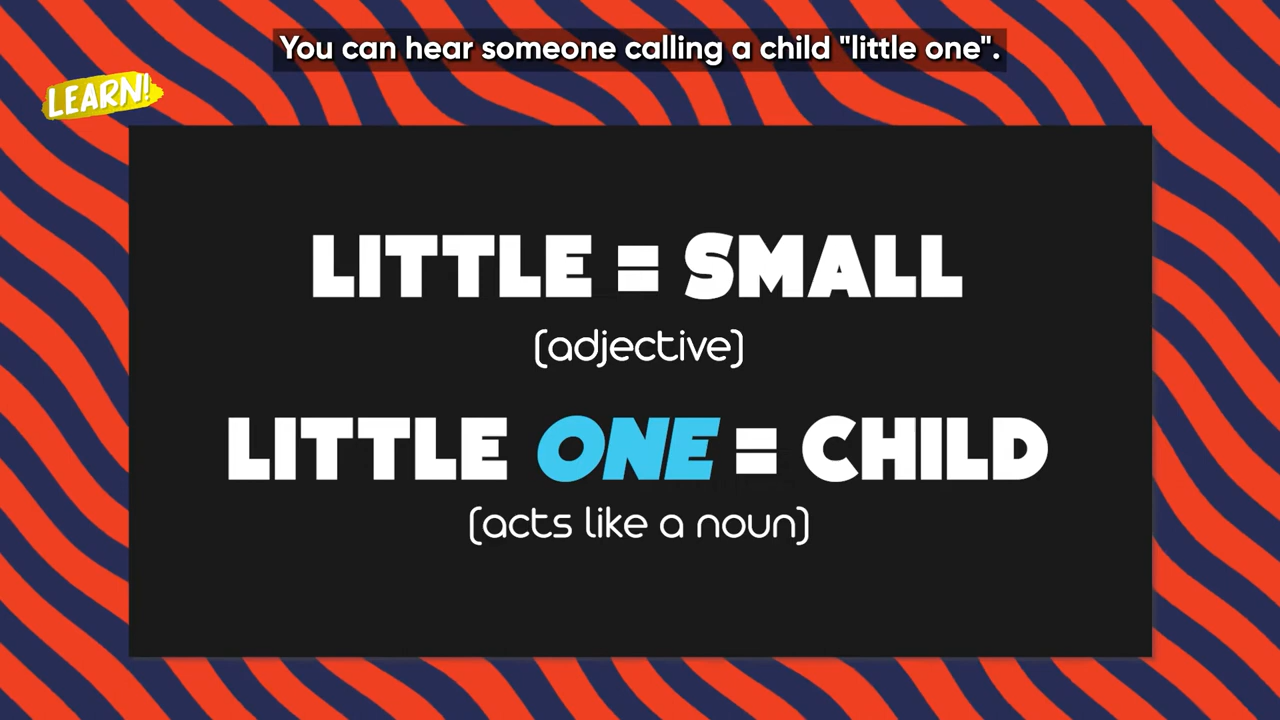 You can hear someone calling a child "little one".
LEARN!
LITTLE = SMALL
(adjective)
LITTLE ONE = CHILD
(acts like a noun)